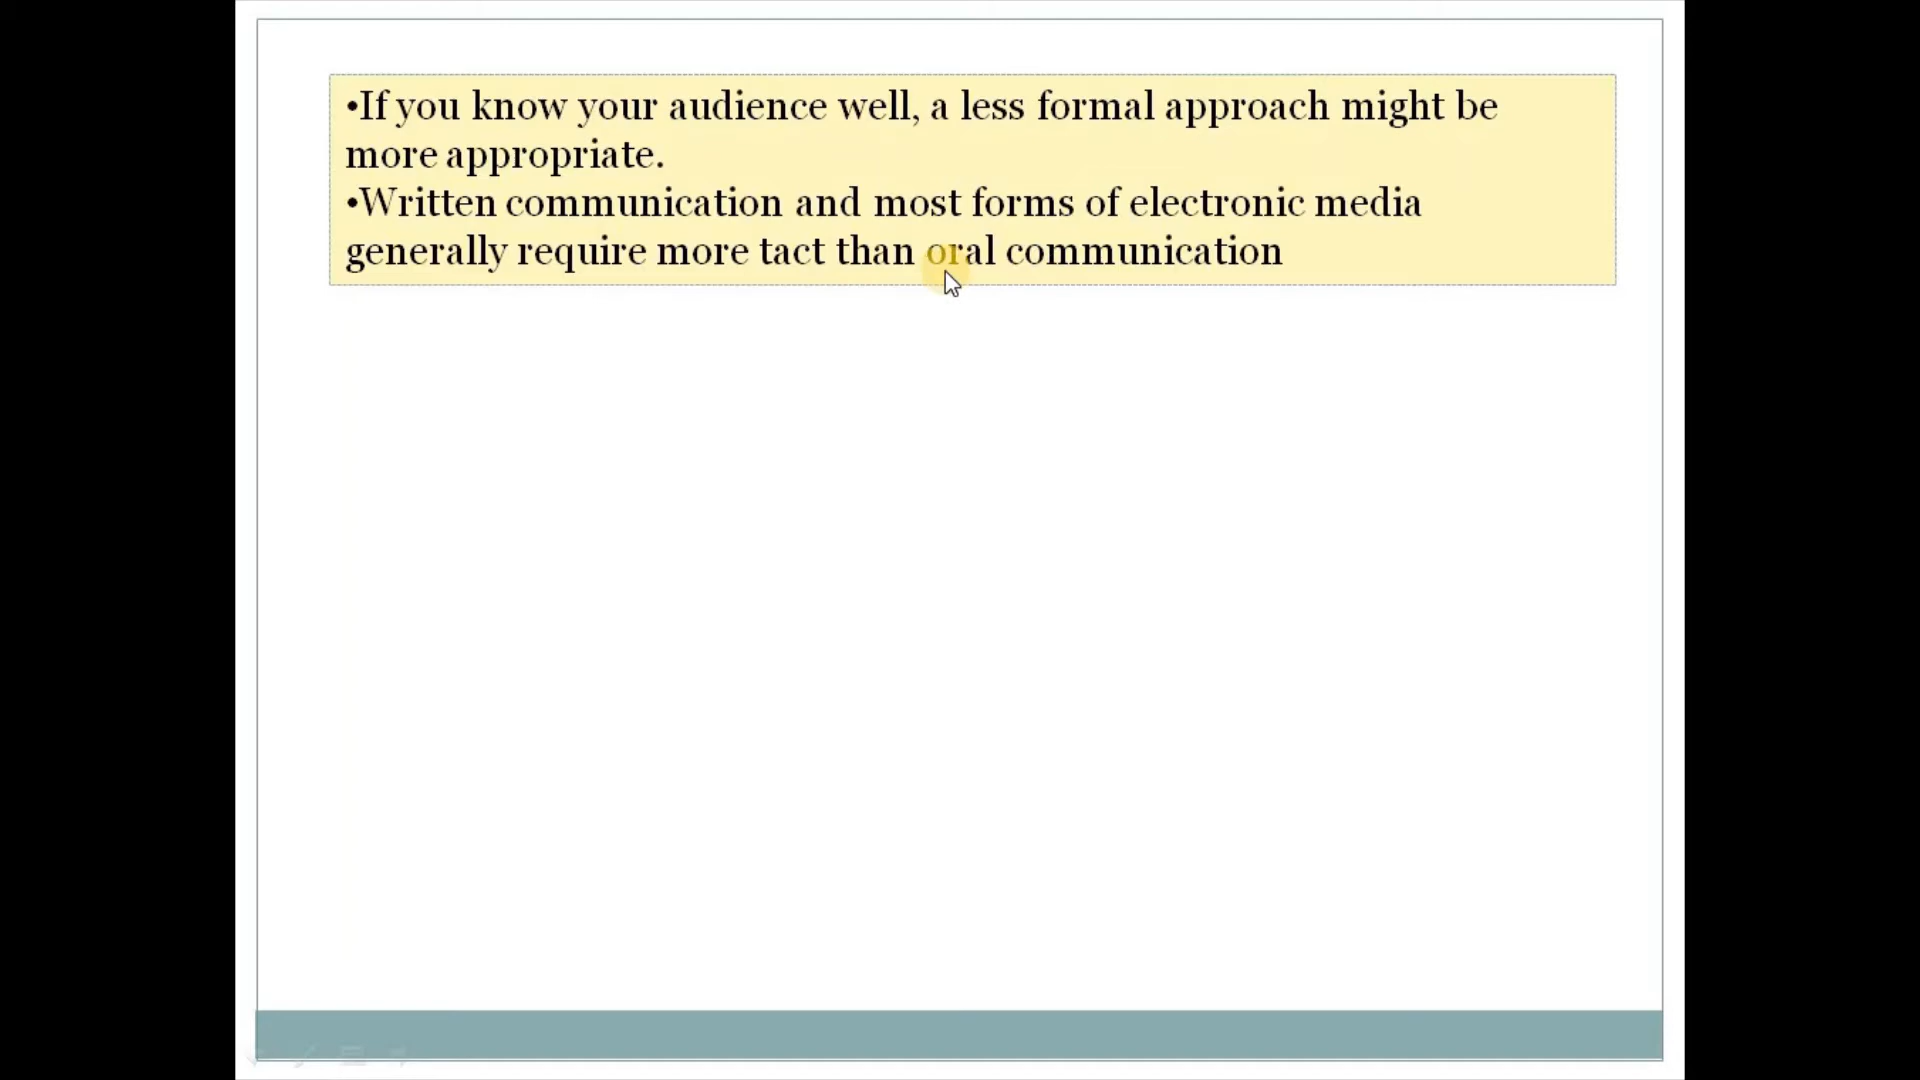 •If you know your audience well, a less formal approach might be
more appropriate.
•Written communication and most forms of electronic media
generally require more tact than oral communication